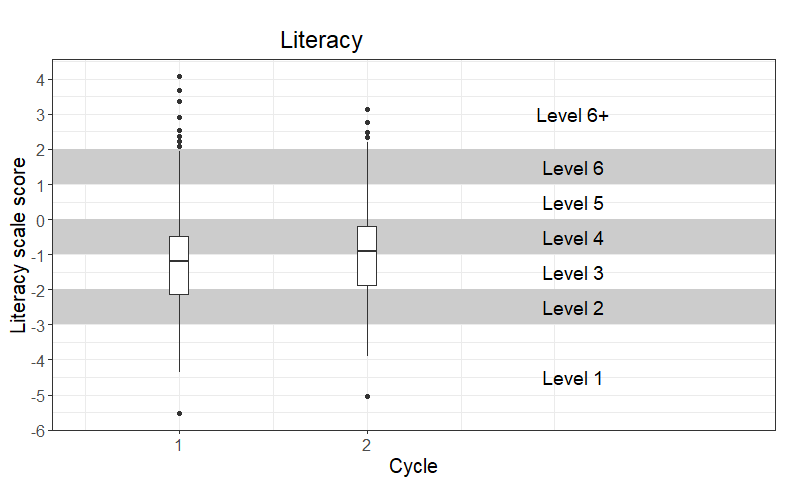 Literacy
Literacy scale score
4
3
2
1
0
-1
-2
-3
-4
-5
-6
Level 6+
Level 6
Level 5
Level 4
Level 3
Level 2
Level 1
1 2
Cycle